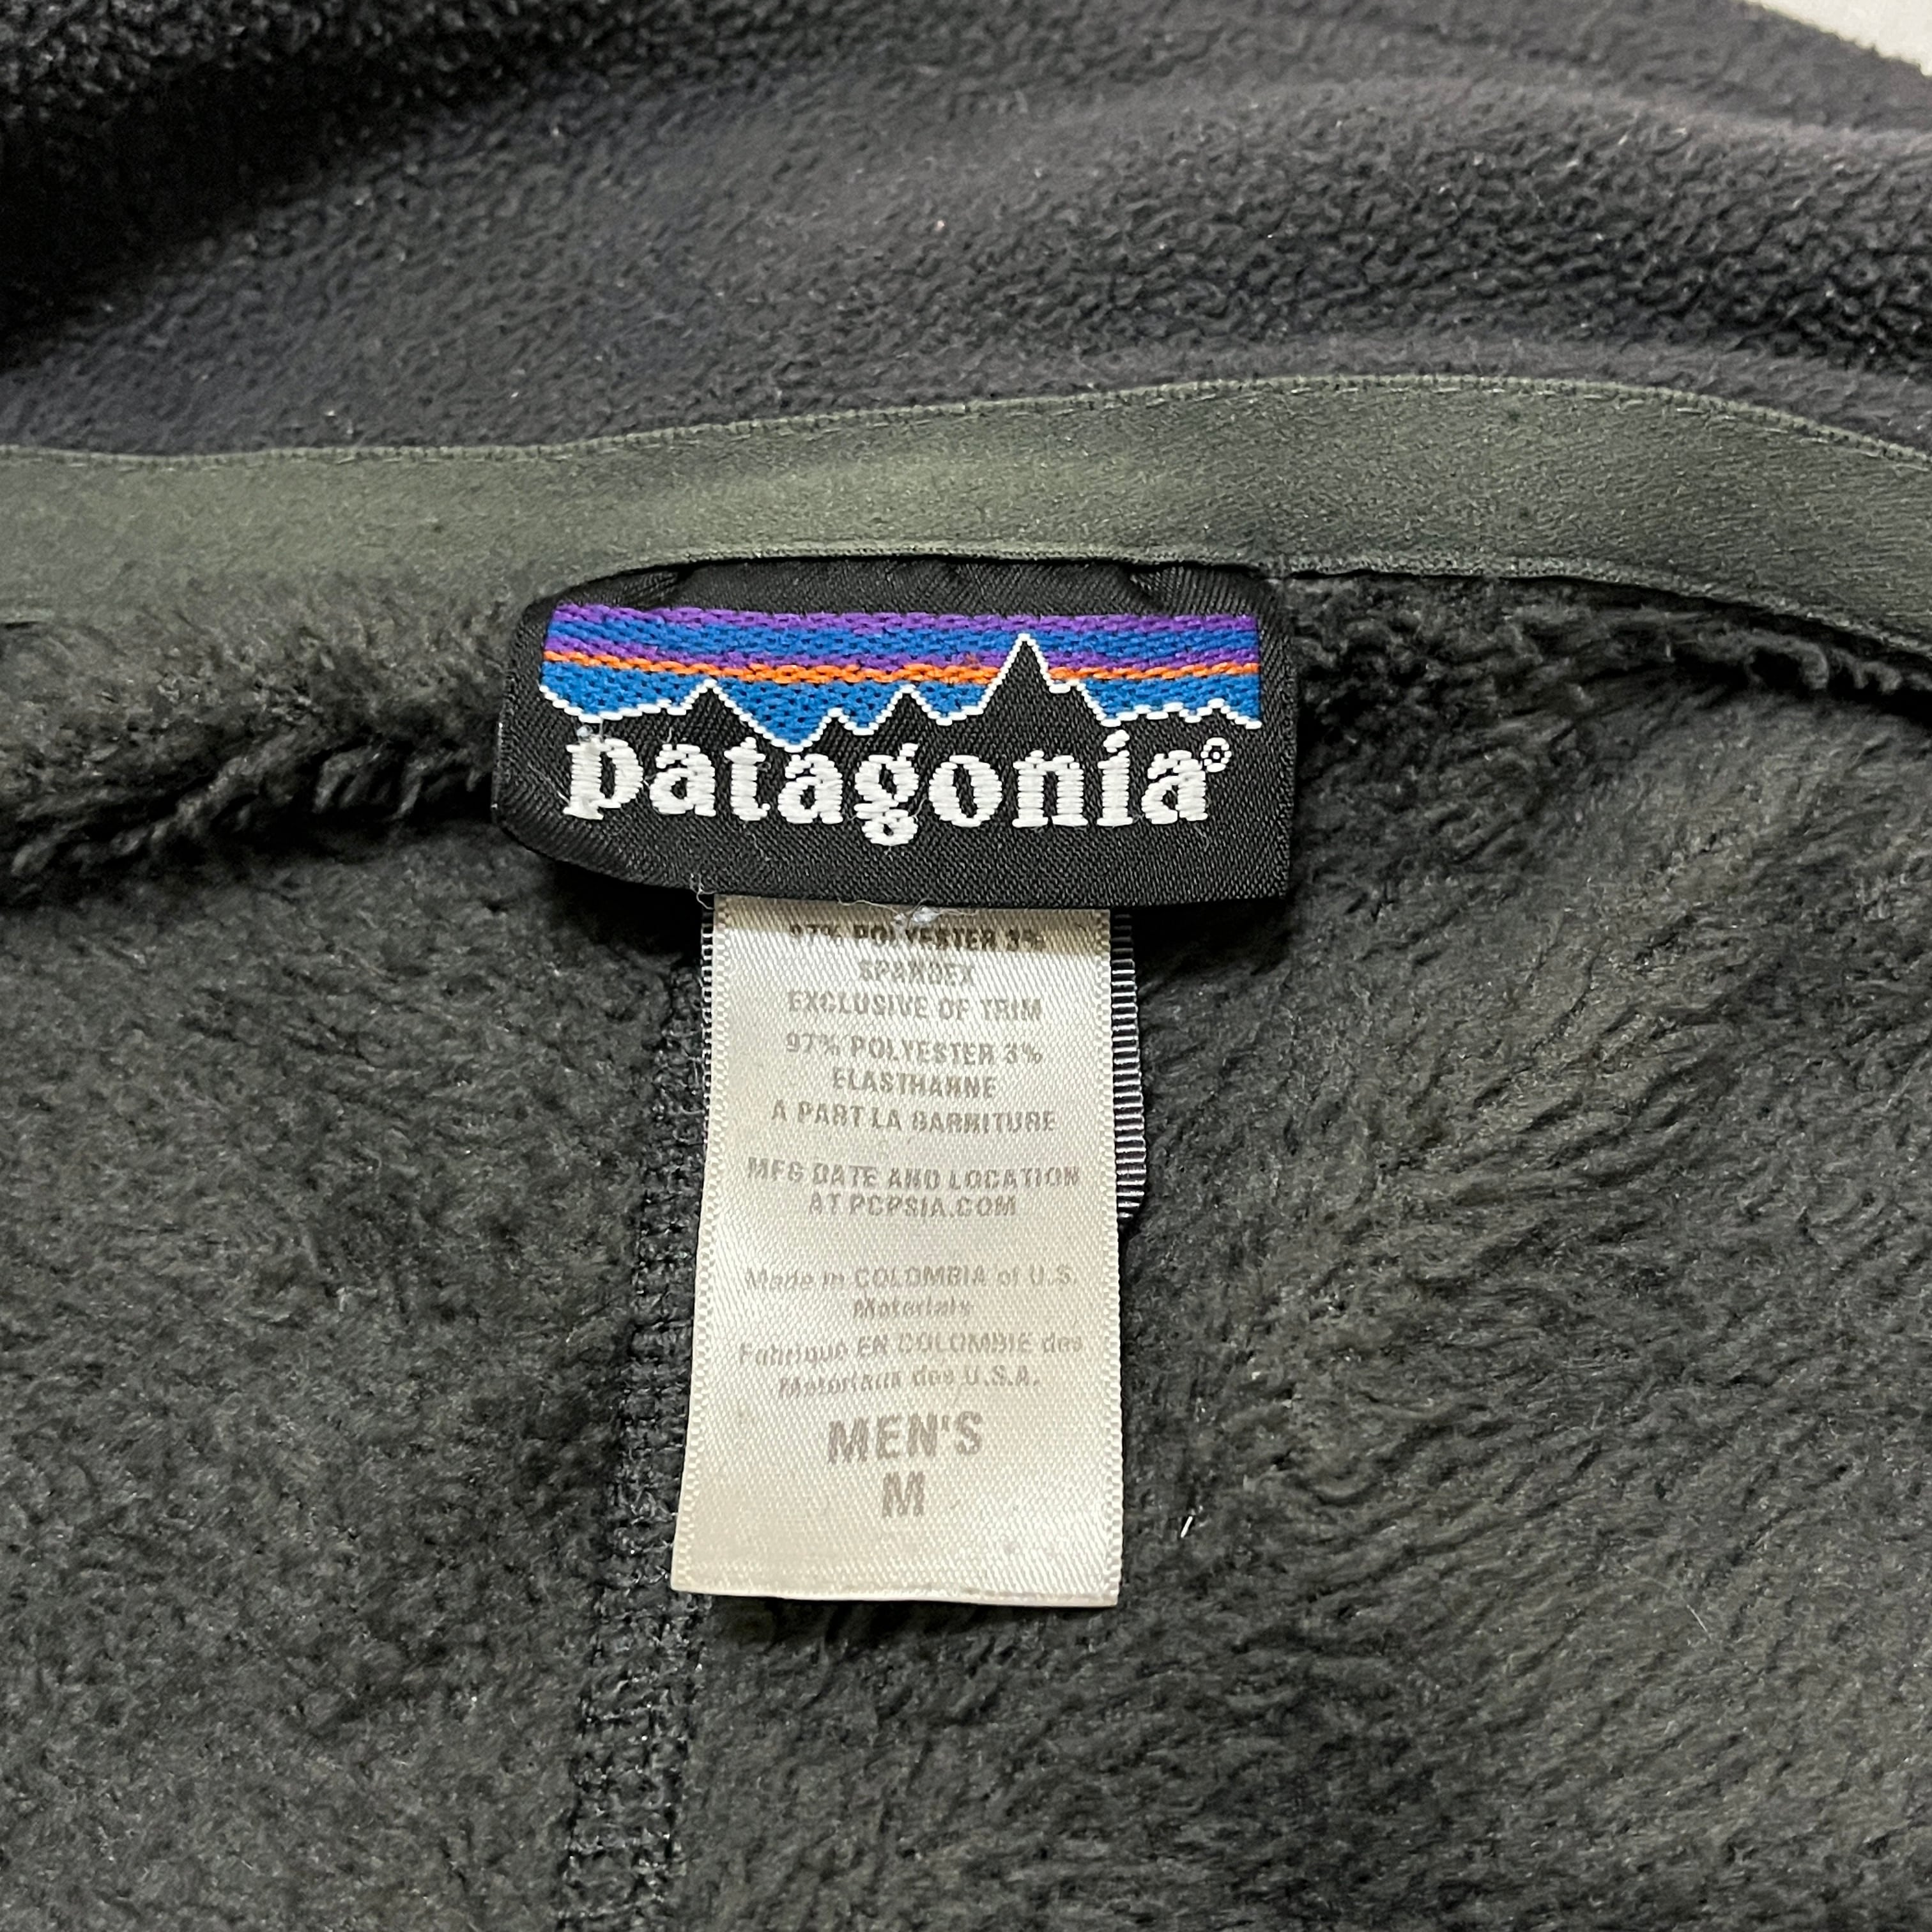 patagonia®
97% POLYESTER 3%
SPANDEX
EXCLUSIVE OF TRIM
97% POLYESTER 3%
ELASTHANNE
A PART LA GARNITURE
MFG DATE AND LOCATION
AT PCPSIA.COM
Made in COLOMBIA of U.S.
Materials
Fabriqué EN COLOMBIE des
Matériaux des U.S.A.
MEN'S
M